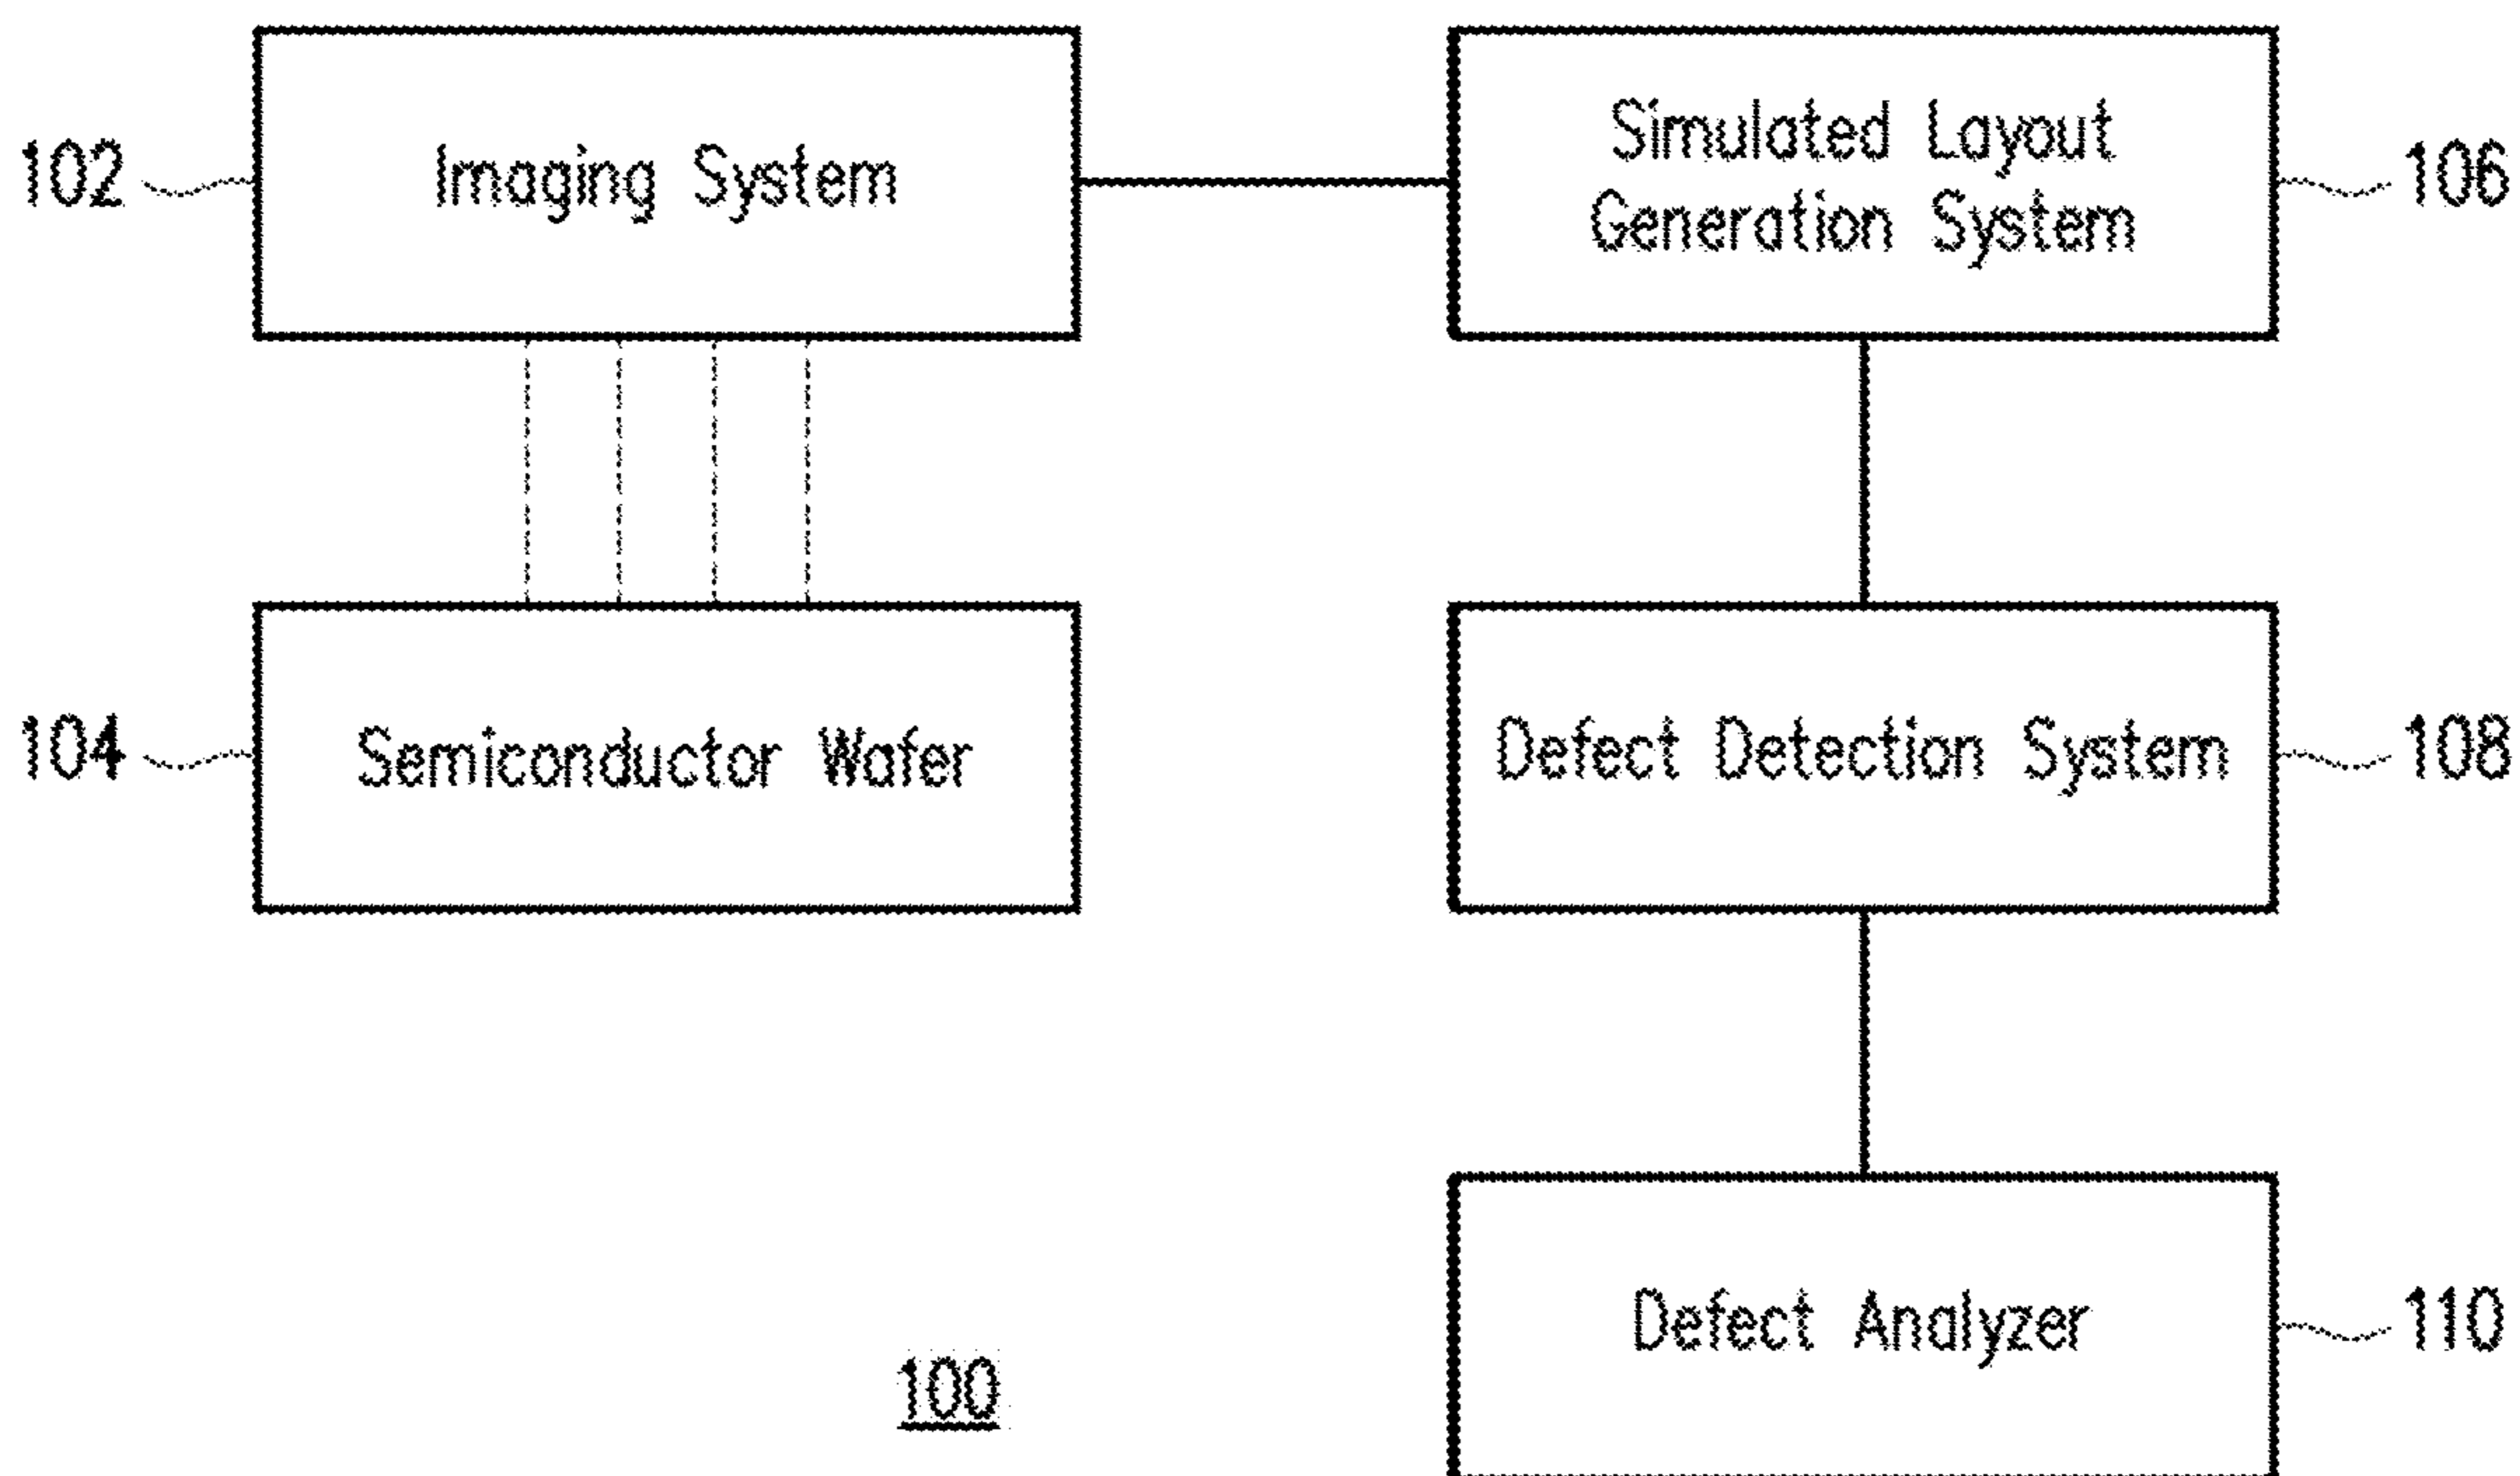 102
Imaging System
Simulated Layout
Generation System
106
104
Semiconductor Wafer
Defect Detection System
108
Defect Analyzer
110
100